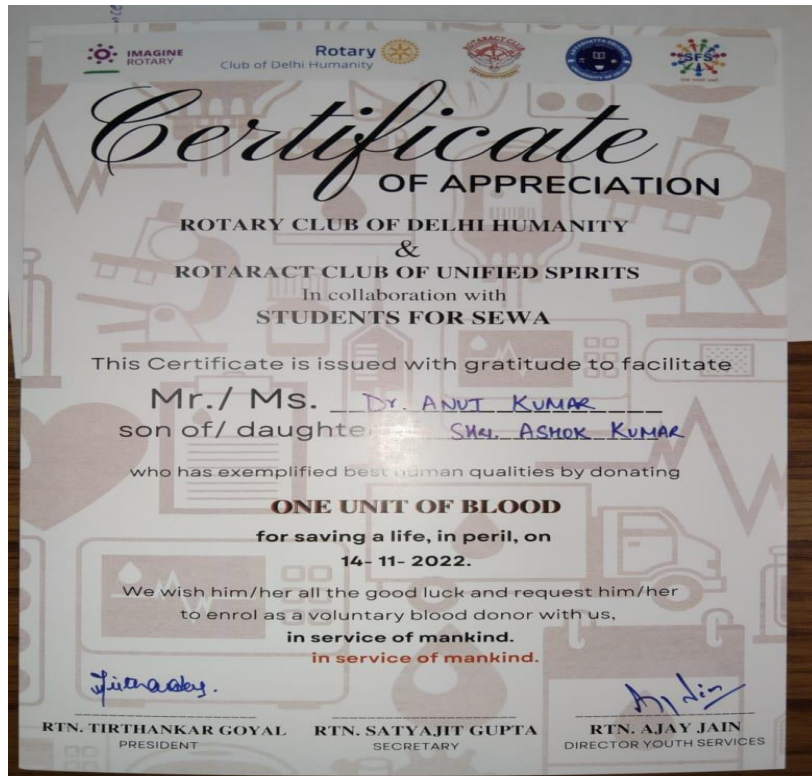 IMAGINE
ROTARY
Rotary
Club of Delhi Humanity
SFS
Certificate
OF APPRECIATION
ROTARY CLUB OF DELHI HUMANITY
&
ROTARACT CLUB OF UNIFIED SPIRITS
In collaboration with
STUDENTS FOR SEWA
This Certificate is issued with gratitude to facilitate
Mr./ Ms. Dr. ANUT KUMAR
son of/ daughte SHRI. ASHOK KUMAR
who has exemplified best human qualities by donating
ONE UNIT OF BLOOD
for saving a life, in peril, on
14- 11- 2022.
We wish him/her all the good luck and request him/her
to enrol as a voluntary blood donor with us,
in service of mankind.
in service of mankind.
RTN. TIRTHANKAR GOYAL RTN. SATYAJIT GUPTA RTN. AJAY JAIN
PRESIDENT SECRETARY DIRECTOR YOUTH SERVICES